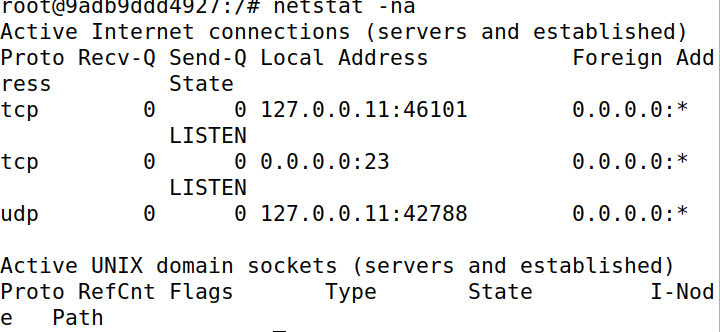 root@9adb9ddd4927:/# netstat -na
Active Internet connections (servers and established)
Proto Recv-Q Send-Q Local Address           Foreign Add
ress         State
tcp        0      0 127.0.0.11:46101        0.0.0.0:*
             LISTEN
tcp        0      0 0.0.0.0:23              0.0.0.0:*
             LISTEN
udp        0      0 127.0.0.11:42788        0.0.0.0:*
Active UNIX domain sockets (servers and established)
Proto RefCnt Flags       Type       State         I-Nod
e   Path